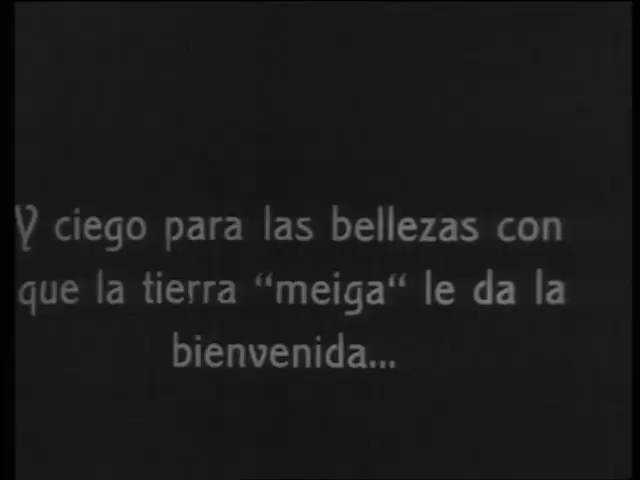 Y ciego para las bellezas con
que la tierra “meiga“ le da la
bienvenida...